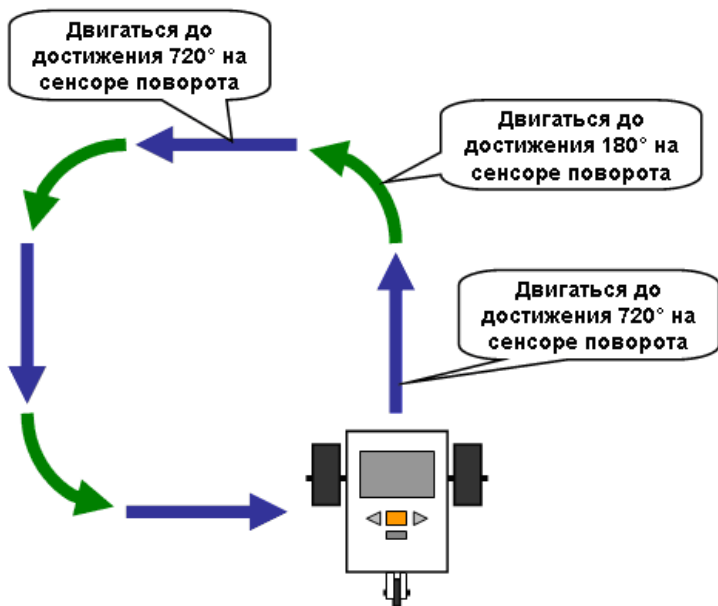 Двигаться до
достижения 720° на
сенсоре поворота
Двигаться до
достижения 180° на
сенсоре поворота
Двигаться до
достижения 720° на
сенсоре поворота